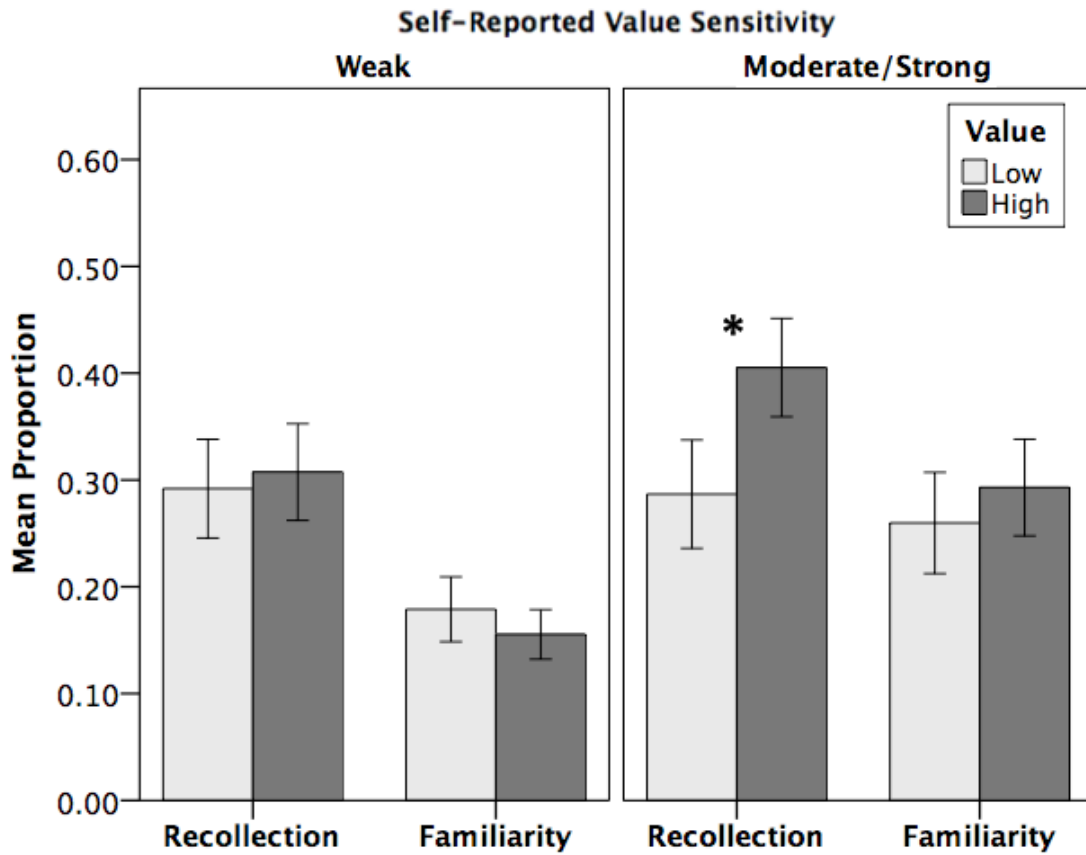 Self-Reported Value Sensitivity
Weak
Moderate/Strong
Value
Low
High
Mean Proportion
0.60
0.50
0.40
0.30
0.20
0.10
0.00
*
Recollection
Familiarity
Recollection
Familiarity